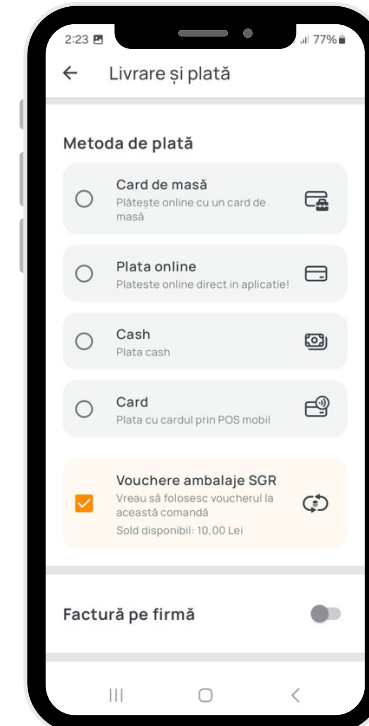 2:23 77%
Livrare și plată
Metoda de plată
Card de masă
Plătește online cu un card de
masă
Plata online
Plateste online direct in aplicatie!
Cash
Plata cash
Card
Plata cu cardul prin POS mobil
Vouchere ambalaje SGR
Vreau să folosesc voucherul la
această comandă
Sold disponibil: 10,00 Lei
Factură pe firmă